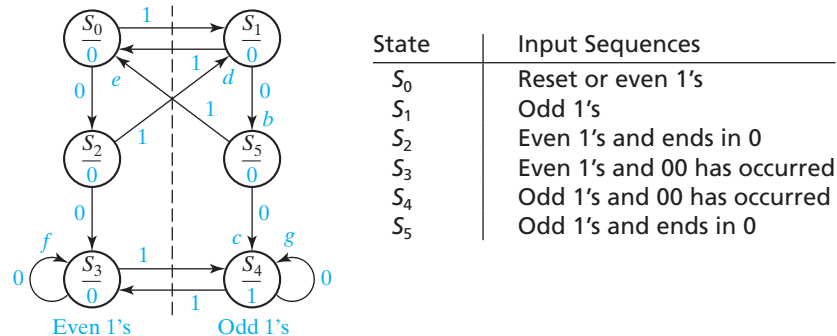 1
S0
0
S1
0
1
e
d
0
1
0
b
1
S2
0
1
S5
0
0
0
f
c
g
0
S3
0
1
S4
1
0
1
Even 1's
Odd 1's
State Input Sequences
S0 Reset or even 1's
S1 Odd 1's
S2 Even 1's and ends in 0
S3 Even 1's and 00 has occurred
S4 Odd 1's and 00 has occurred
S5 Odd 1's and ends in 0